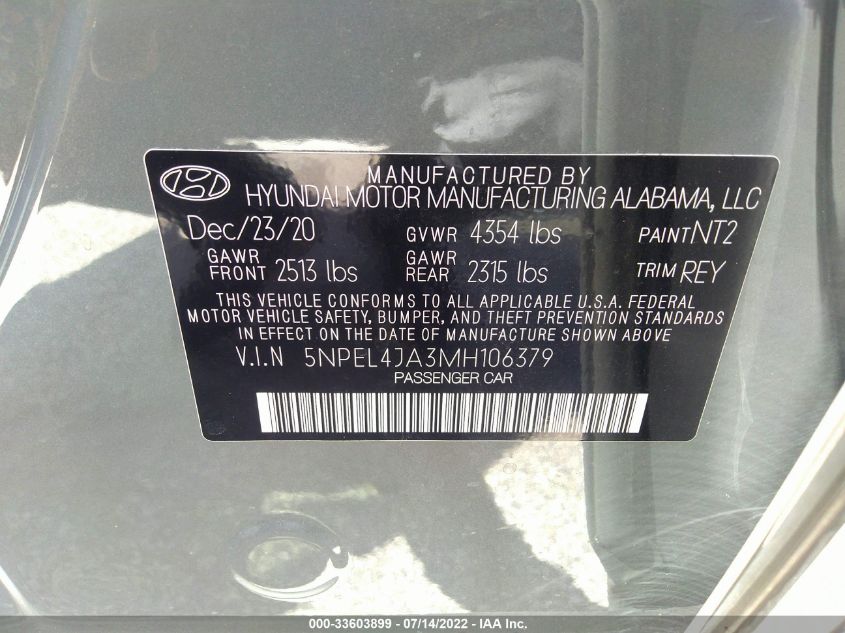 MANUFACTURED BY
HYUNDAI MOTOR MANUFACTURING ALABAMA, LLC
Dec/23/20 GVWR 4354 lbs PAINT NT2
GAWR FRONT 2513 lbs GAWR REAR 2315 lbs TRIM REY
THIS VEHICLE CONFORMS TO ALL APPLICABLE U.S.A. FEDERAL
MOTOR VEHICLE SAFETY, BUMPER, AND THEFT PREVENTION STANDARDS
IN EFFECT ON THE DATE OF MANUFACTURE SHOWN ABOVE
V.I.N 5NPEL4JA3MH106379
PASSENGER CAR
000-33603899 - 07/14/2022 - IAA Inc.